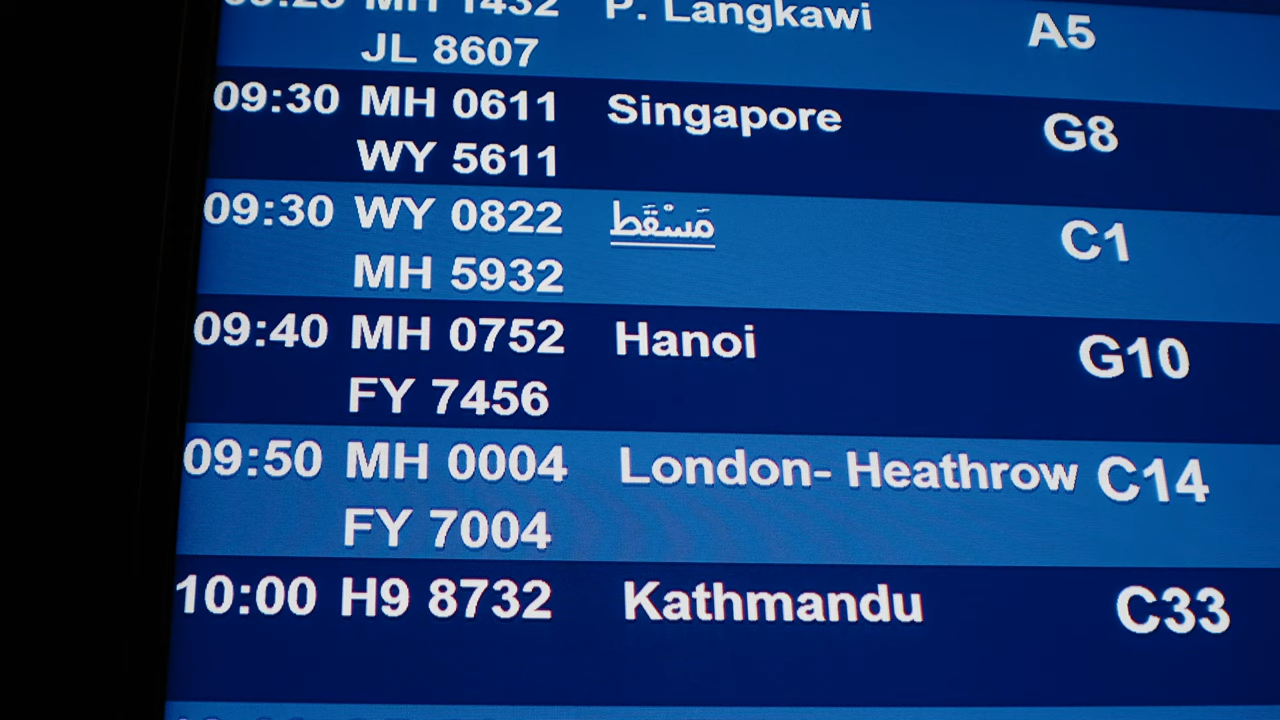 MH 1432 P. Langkawi A5
JL 8607
09:30 MH 0611 Singapore G8
WY 5611
09:30 WY 0822 مَسْقَط C1
MH 5932
09:40 MH 0752 Hanoi G10
FY 7456
09:50 MH 0004 London- Heathrow C14
FY 7004
10:00 H9 8732 Kathmandu C33